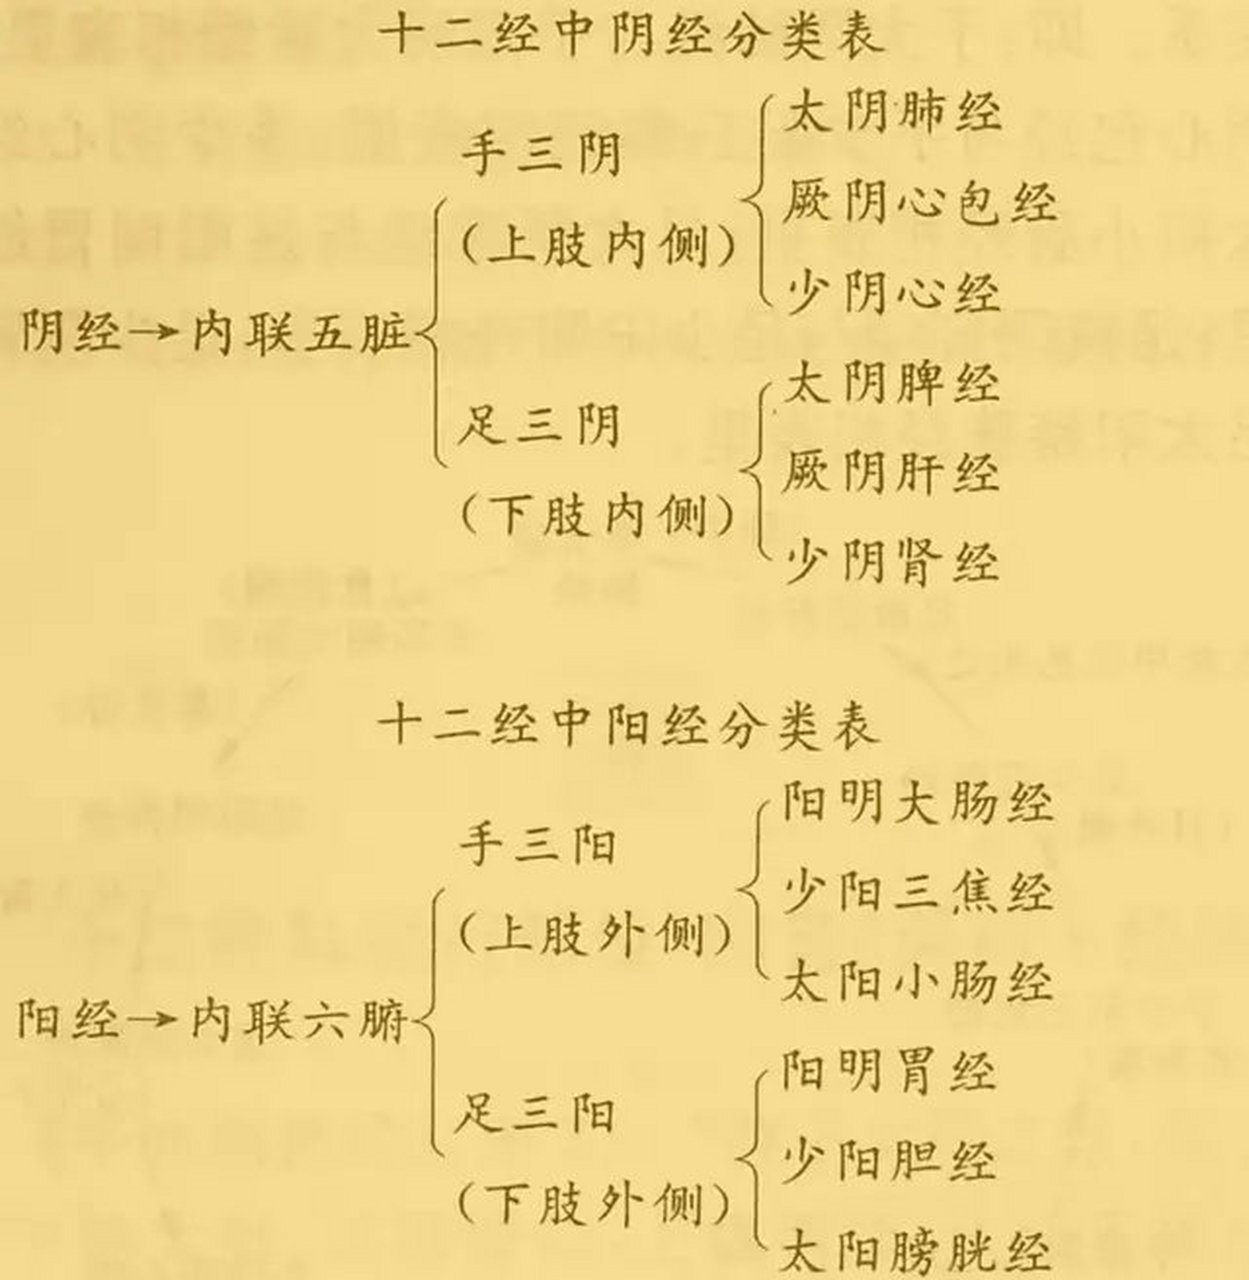 十二经中阴经分类表
太阴肺经
手三阴
厥阴心包经
(上肢内侧)
少阴心经
阴经→内联五脏
太阴脾经
足三阴
厥阴肝经
(下肢内侧)
少阴肾经
十二经中阳经分类表
阳明大肠经
手三阳
少阳三焦经
(上肢外侧)
太阳小肠经
阳经→内联六腑
阳明胃经
足三阳
少阳胆经
(下肢外侧)
太阳膀胱经